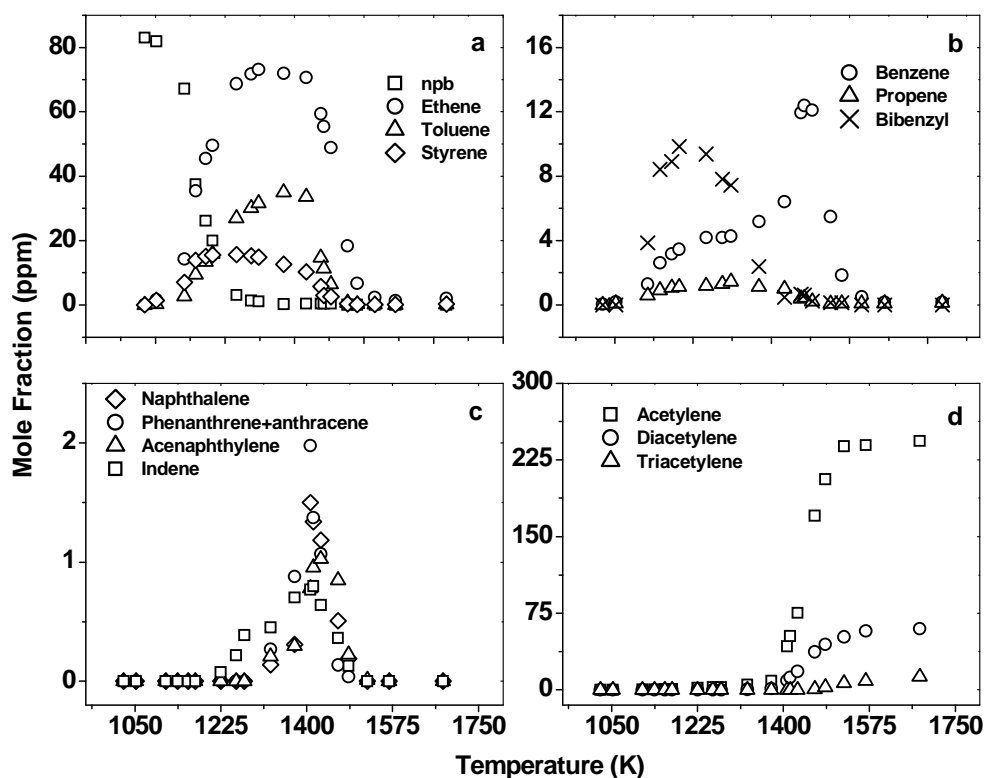 a
80
60
40
20
0
npb
Ethene
Toluene
Styrene
b
16
12
8
4
0
Benzene
Propene
Bibenzyl
Mole Fraction (ppm)
c
2
1
0
Naphthalene
Phenanthrene+anthracene
Acenaphthylene
Indene
1050 1225 1400 1575 1750
d
300
225
150
75
0
Acetylene
Diacetylene
Triacetylene
1050 1225 1400 1575 1750
Temperature (K)